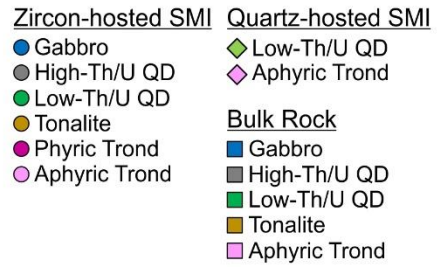 Zircon-hosted SMI
Gabbro
High-Th/U QD
Low-Th/U QD
Tonalite
Phyric Trond
Aphyric Trond
Quartz-hosted SMI
Low-Th/U QD
Aphyric Trond
Bulk Rock
Gabbro
High-Th/U QD
Low-Th/U QD
Tonalite
Aphyric Trond